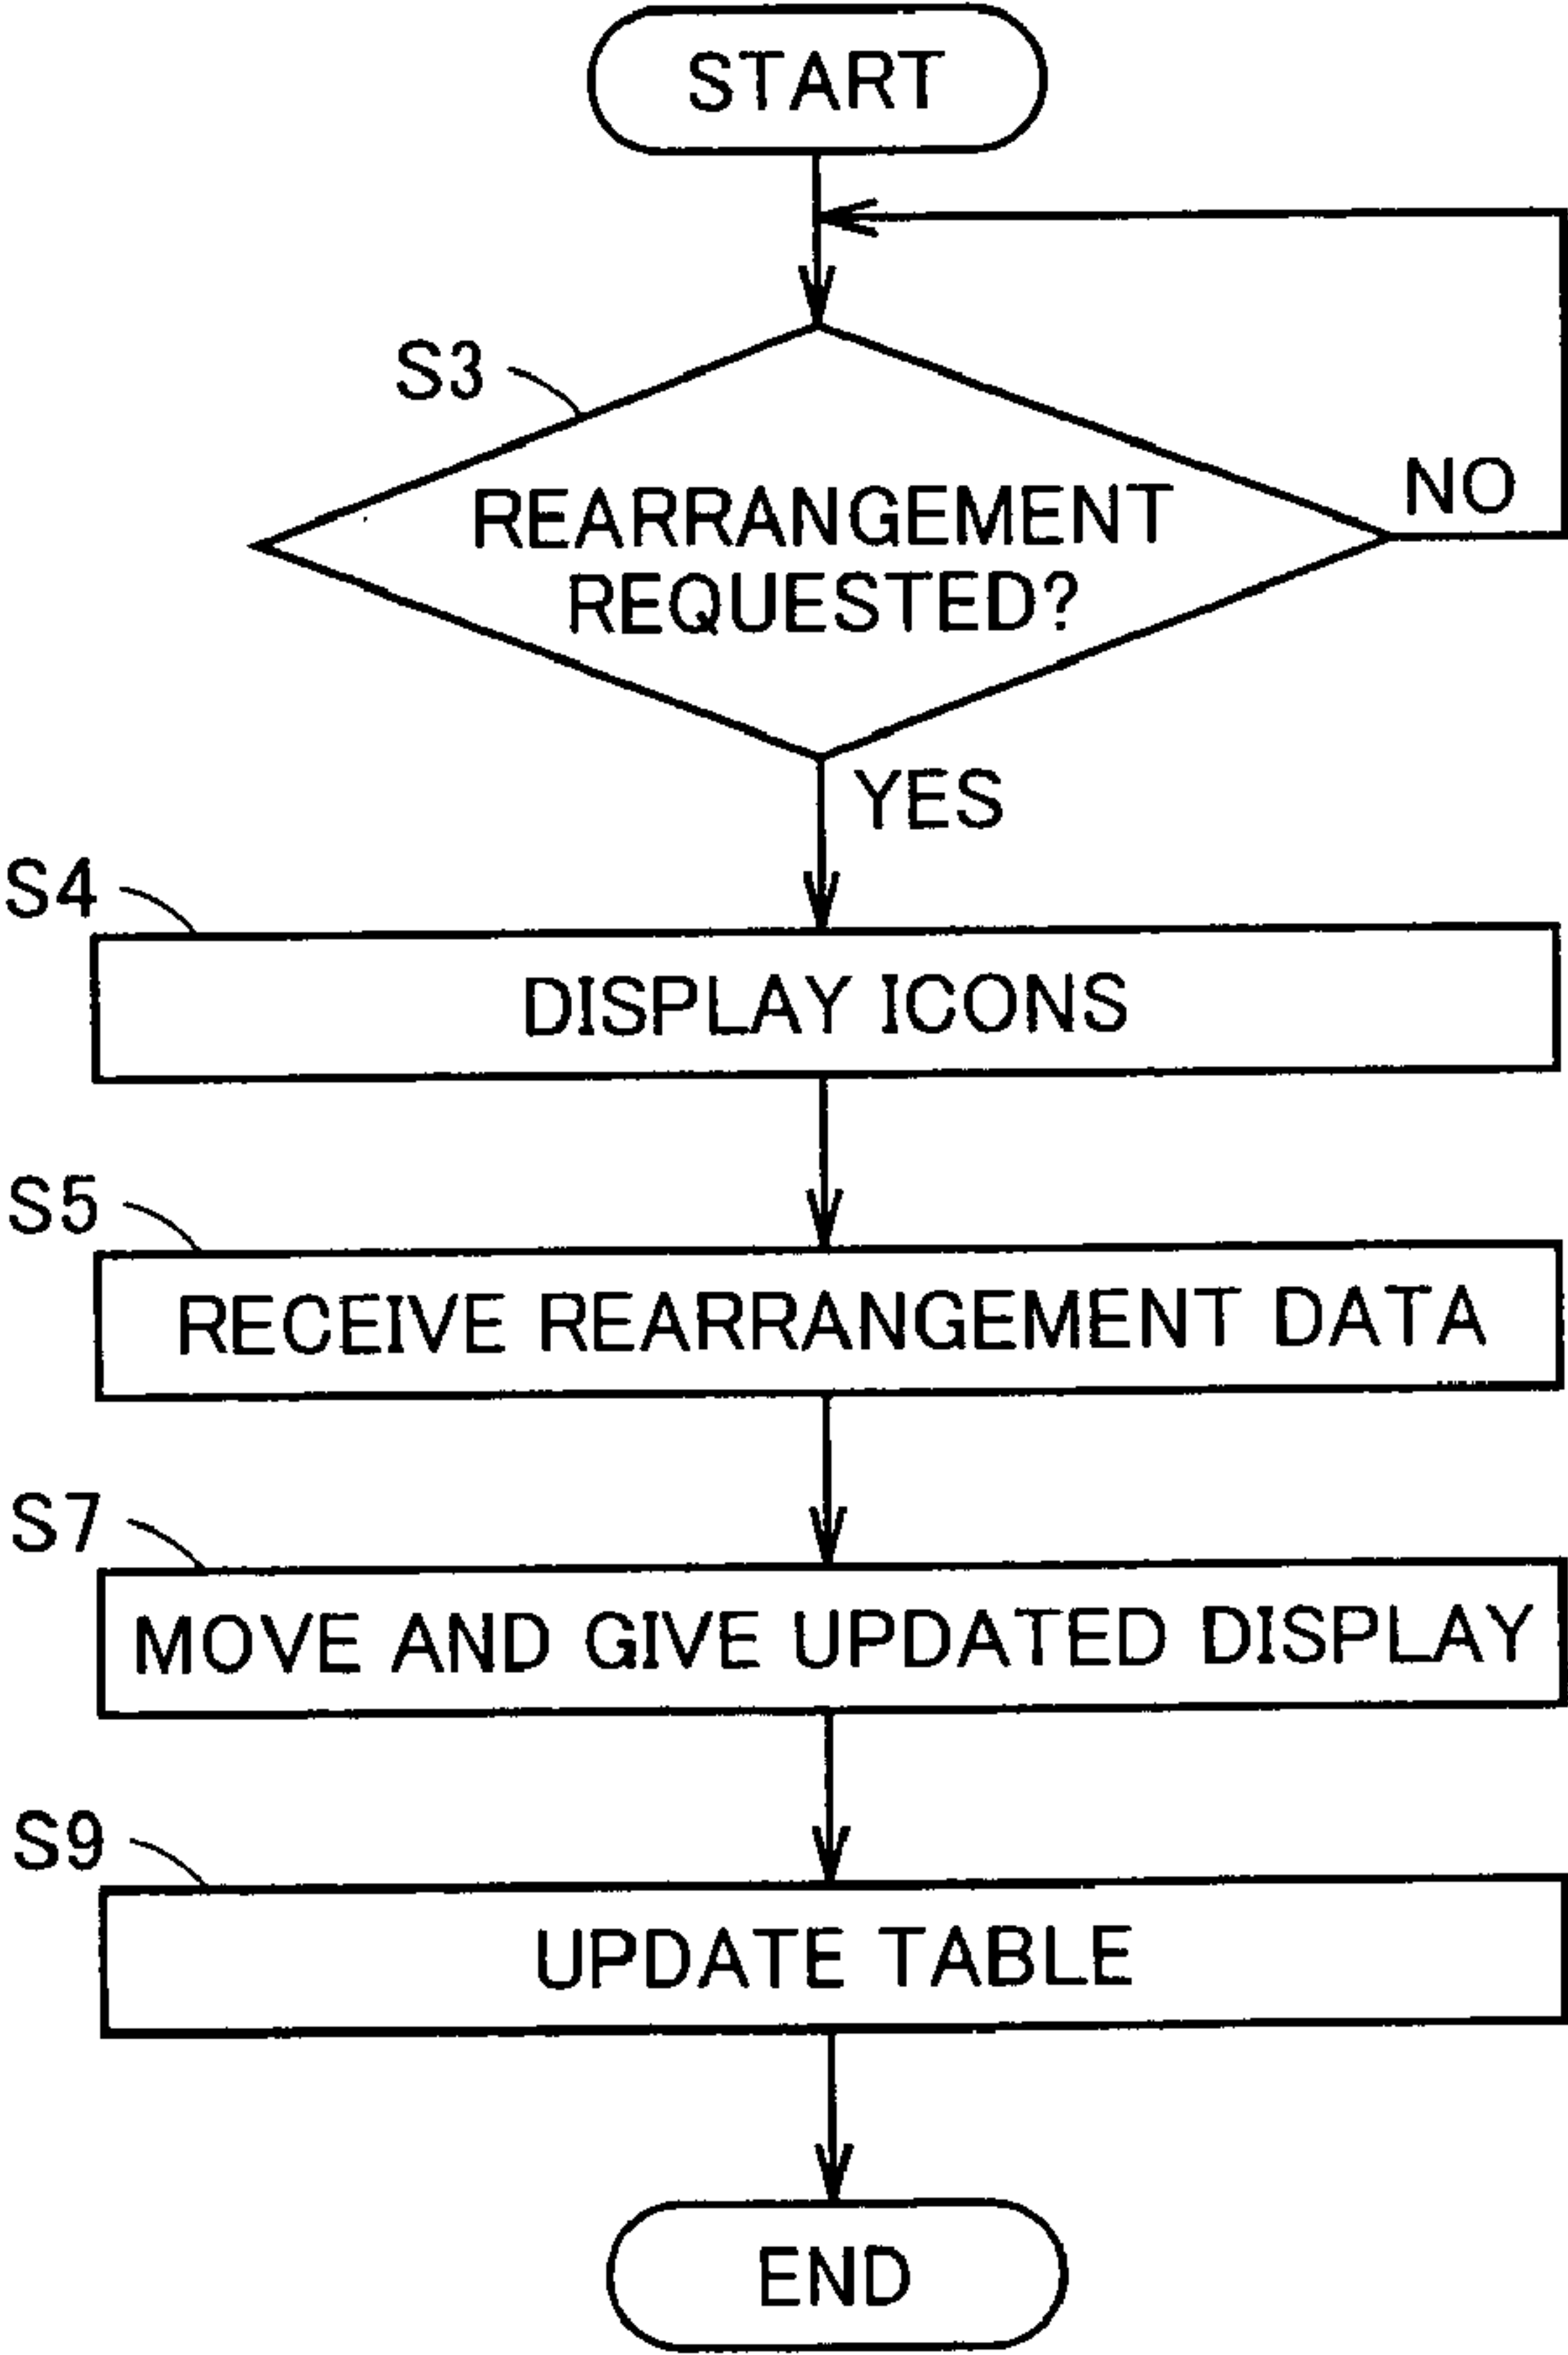 START
S3
REARRANGEMENT
REQUESTED?
NO
YES
S4
DISPLAY ICONS
S5
RECEIVE REARRANGEMENT DATA
S7
MOVE AND GIVE UPDATED DISPLAY
S9
UPDATE TABLE
END